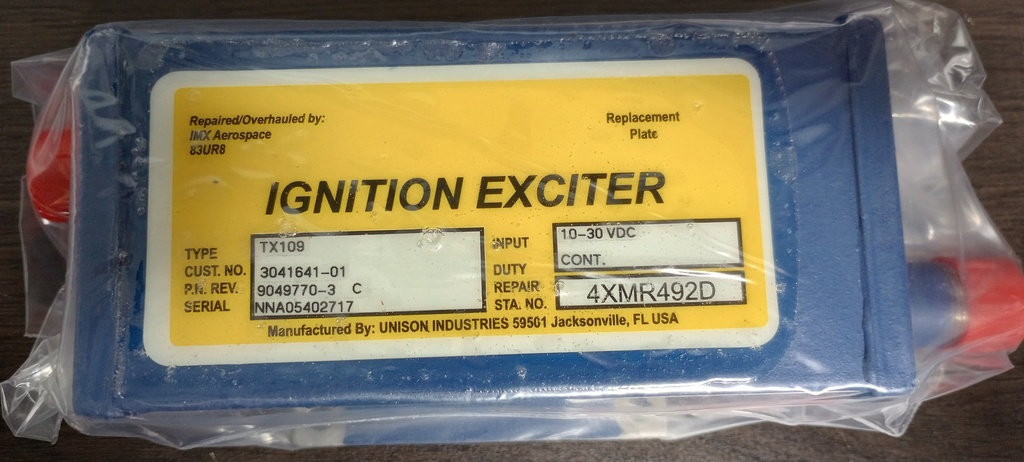 Repaired/Overhauled by:
IMX Aerospace
83UR8
Replacement
Plate
IGNITION EXCITER
TYPE TX109
CUST. NO. 3041641-01
P.N. REV. 9049770-3 C
SERIAL NNA05402717
INPUT 10-30 VDC
DUTY CONT.
REPAIR STA. NO. 4XMR492D
Manufactured By: UNISON INDUSTRIES 59501 Jacksonville, FL USA